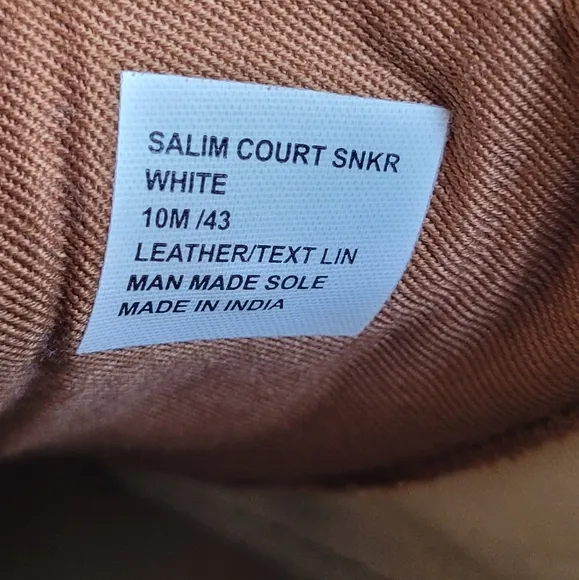 SALIM COURT SNKR
WHITE
10M /43
LEATHER/TEXT LIN
MAN MADE SOLE
MADE IN INDIA